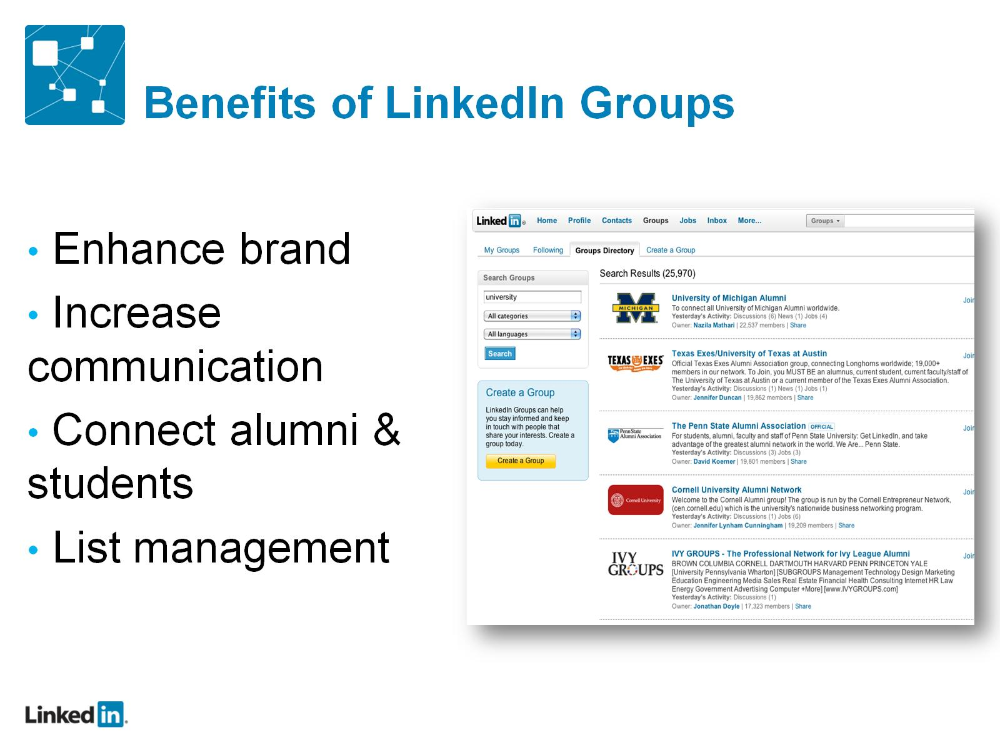 Benefits of LinkedIn Groups
• Enhance brand
• Increase
communication
• Connect alumni &
students
• List management
Linked in® Home Profile Contacts Groups Jobs Inbox More... Groups
My Groups Following Groups Directory Create a Group
Search Groups
university
All categories
All languages
Search
Create a Group
LinkedIn Groups can help
you stay informed and keep
in touch with people that
share your interests. Create a
group today.
Create a Group
Search Results (25,970)
MICHIGAN
University of Michigan Alumni
Join
To connect all University of Michigan Alumni worldwide.
Yesterday's Activity: Discussions (6) News (1) Jobs (4)
Owner: Nazila Mathari | 22,537 members | Share
TEXAS EXES
Texas Exes/University of Texas at Austin
Join
Official Texas Exes Alumni Association group, connecting Longhorns worldwide; 19,000+
members in our network. To Join, you MUST BE an alumnus, current student, current faculty/staff of
The University of Texas at Austin or a current member of the Texas Exes Alumni Association.
Yesterday's Activity: Discussions (1) News (1) Jobs (1)
Owner: Jennifer Duncan | 19,862 members | Share
PennState
Alumni Association
The Penn State Alumni Association OFFICIAL
Join
For students, alumni, faculty and staff of Penn State University: Get LinkedIn, and take
advantage of the greatest alumni network in the world. We Are... Penn State.
Yesterday's Activity: Discussions (3) Jobs (3)
Owner: David Koerner | 19,801 members | Share
Cornell University
Cornell University Alumni Network
Join
Welcome to the Cornell Alumni group! The group is run by the Cornell Entrepreneur Network,
(cen.cornell.edu) which is the university's nationwide business networking program.
Yesterday's Activity: Discussions (1) Jobs (6)
Owner: Jennifer Lynham Cunningham | 19,209 members | Share
IVY
GROUPS
IVY GROUPS - The Professional Network for Ivy League Alumni
Join
BROWN COLUMBIA CORNELL DARTMOUTH HARVARD PENN PRINCETON YALE
[University Pennsylvania Wharton] [SUBGROUPS Management Technology Design Marketing
Education Engineering Media Sales Real Estate Financial Health Consulting Internet HR Law
Energy Government Advertising Computer +More] [www.IVYGROUPS.com]
Yesterday's Activity: Discussions (1)
Owner: Jonathan Doyle | 17,323 members | Share
Linked in.